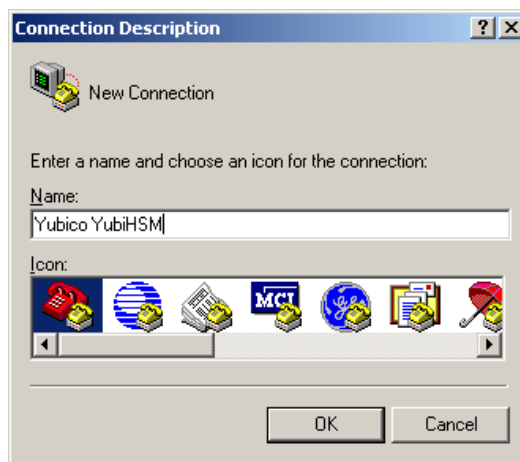 Connection Description
New Connection
Enter a name and choose an icon for the connection:
Name:
Yubico YubiHSM
Icon:
MCI
OK
Cancel